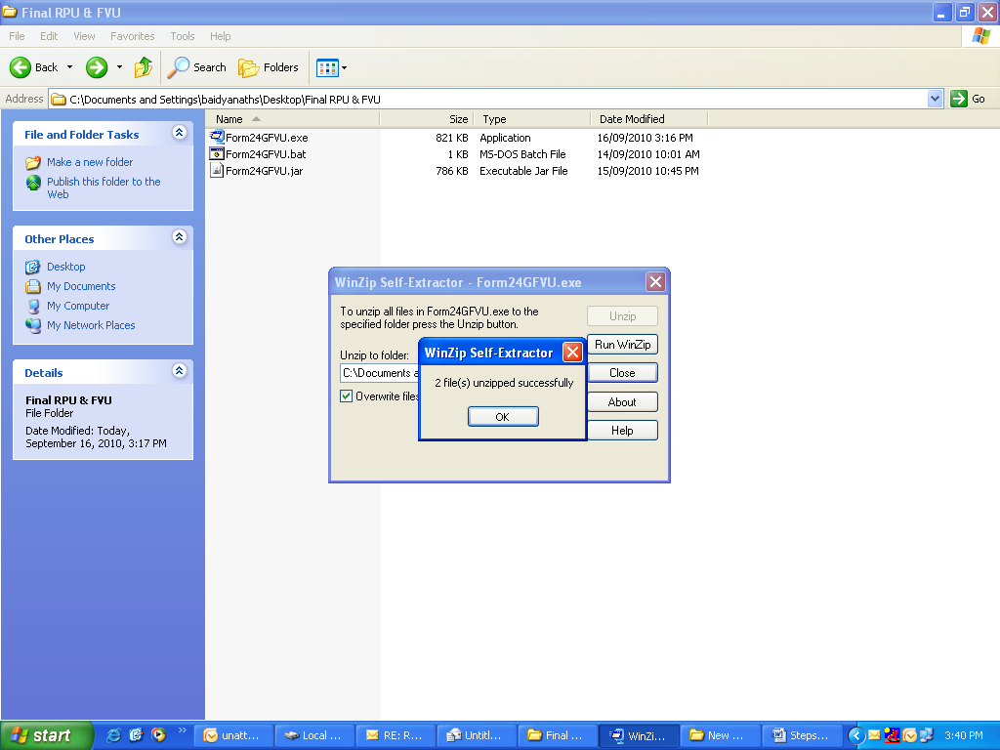 Final RPU & FVU
File Edit View Favorites Tools Help
Back Search Folders
Address C:\Documents and Settings\baidyanaths\Desktop\Final RPU & FVU Go
File and Folder Tasks
Make a new folder
Publish this folder to the
Web
Other Places
Desktop
My Documents
My Computer
My Network Places
Details
Final RPU & FVU
File Folder
Date Modified: Today,
September 16, 2010, 3:17 PM
Name Size Type Date Modified
Form24GFVU.exe 821 KB Application 16/09/2010 3:16 PM
Form24GFVU.bat 1 KB MS-DOS Batch File 14/09/2010 10:01 AM
Form24GFVU.jar 786 KB Executable Jar File 15/09/2010 10:45 PM
WinZip Self-Extractor - Form24GFVU.exe
To unzip all files in Form24GFVU.exe to the
specified folder press the Unzip button.
Unzip to folder:
C:\Documents a
Overwrite files
Unzip
Run WinZip
Close
About
Help
WinZip Self-Extractor
2 file(s) unzipped successfully
OK
start
unatt...
Local ...
RE: R...
Untitl...
Final ...
WinZi...
New ...
Steps...
3:40 PM